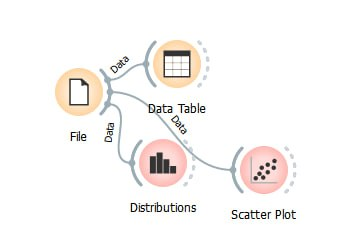 Data
Data Table
File
Data
Data
Distributions
Scatter Plot